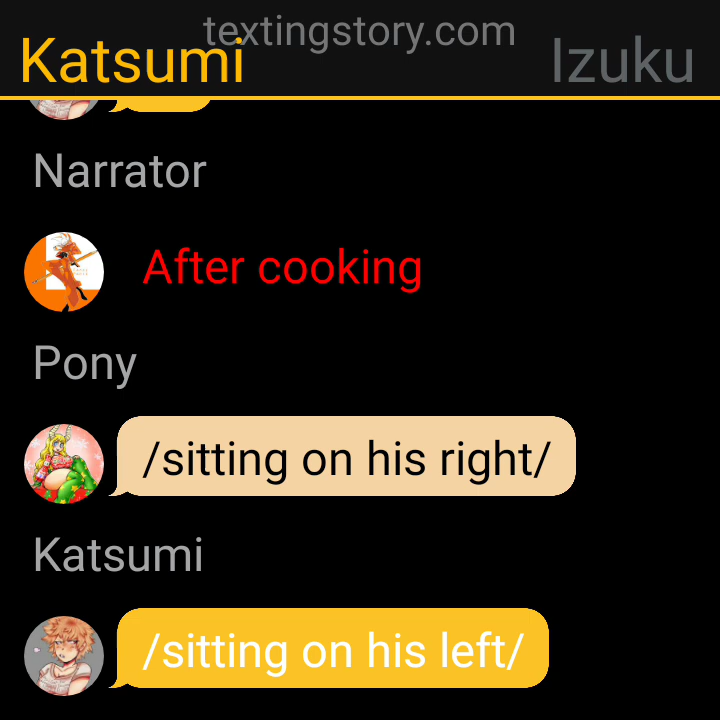 textingstory.com
Katsumi
Izuku
Narrator
After cooking
Pony
/sitting on his right/
Katsumi
/sitting on his left/